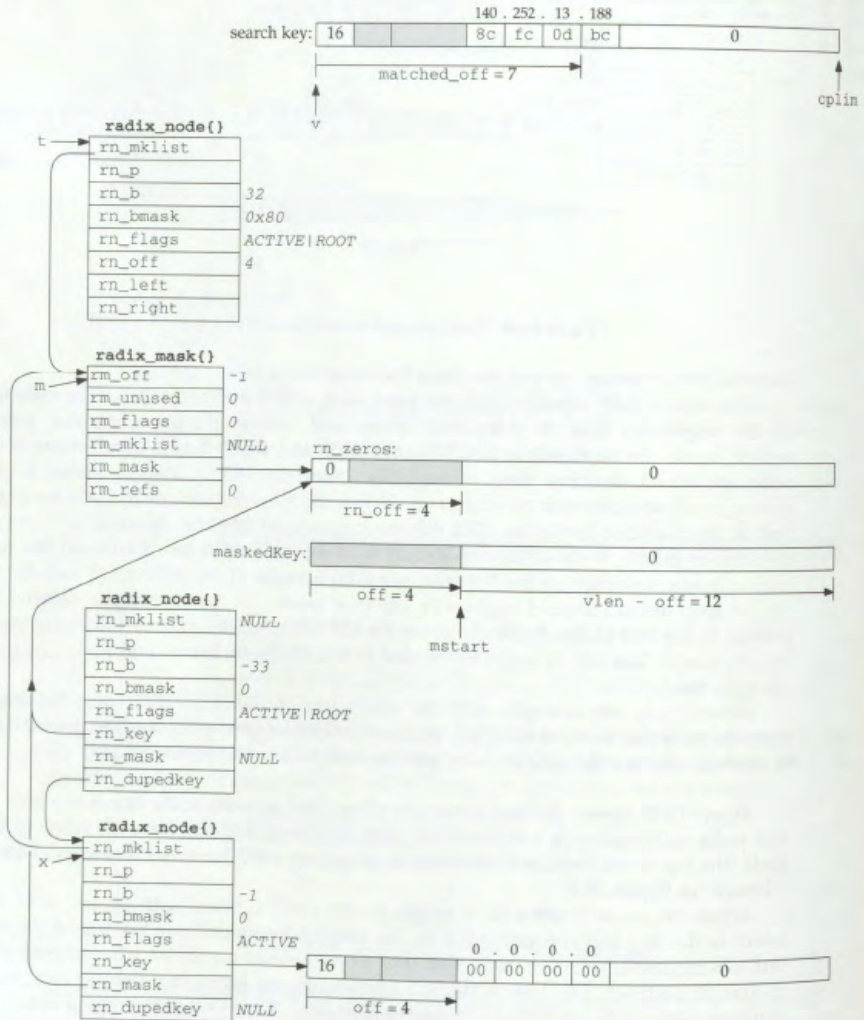 140 . 252 . 13 . 188
search key: 16 8c fc 0d bc 0
matched_off = 7
v
cplim
radix_node{}
t
rn_mklist
rn_p
rn_b 32
rn_bmask 0x80
rn_flags ACTIVE|ROOT
rn_off 4
rn_left
rn_right
radix_mask{}
m
rm_off -1
rm_unused 0
rm_flags 0
rm_mklist NULL
rm_mask
rm_refs 0
rn_zeros:
0 0
rn_off = 4
maskedKey: 0
off = 4
vlen - off = 12
mstart
radix_node{}
rn_mklist NULL
rn_p
rn_b -33
rn_bmask 0
rn_flags ACTIVE|ROOT
rn_key
rn_mask NULL
rn_dupedkey
radix_node{}
x
rn_mklist
rn_p
rn_b -1
rn_bmask 0
rn_flags ACTIVE
rn_key
rn_mask
rn_dupedkey NULL
0 . 0 . 0 . 0
16 00 00 00 00 0
off = 4